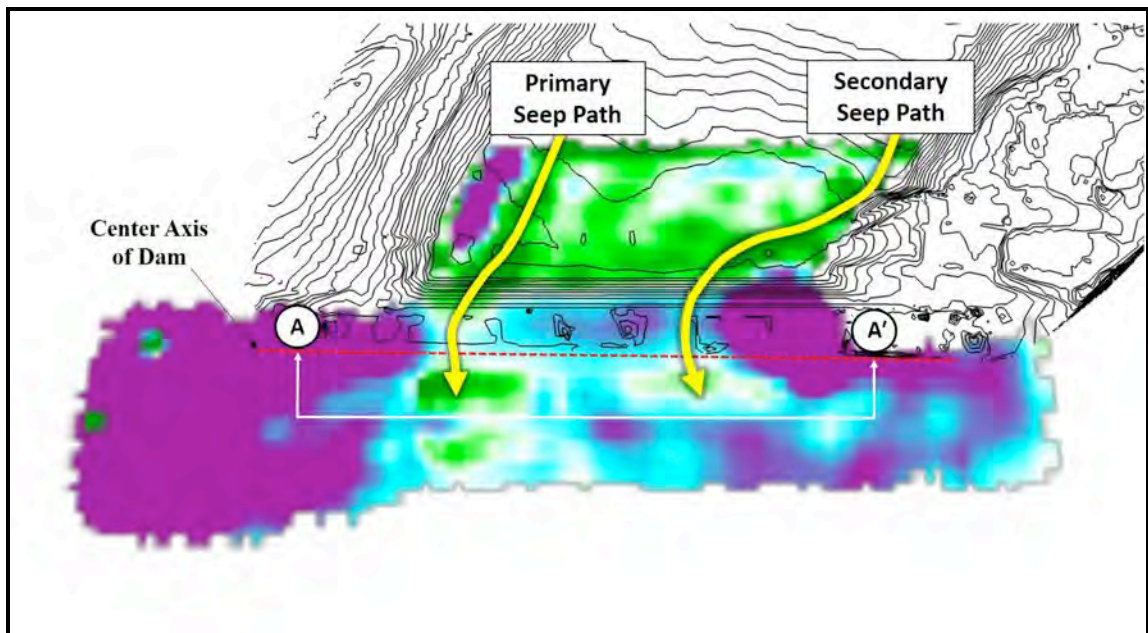 Primary
Seep Path
Secondary
Seep Path
Center Axis
of Dam
A
A'